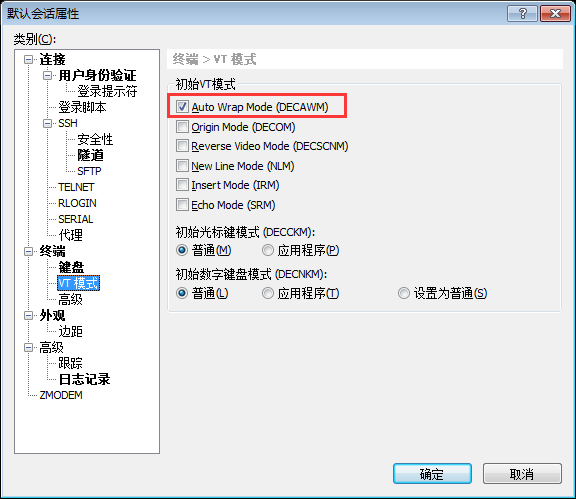 默认会话属性
类别(C):
连接
用户身份验证
登录提示符
登录脚本
SSH
安全性
隧道
SFTP
TELNET
RLOGIN
SERIAL
代理
终端
键盘
VT 模式
高级
外观
边距
高级
跟踪
日志记录
ZMODEM
终端 > VT 模式
初始VT模式
Auto Wrap Mode (DECAWM)
Origin Mode (DECOM)
Reverse Video Mode (DECSCNM)
New Line Mode (NLM)
Insert Mode (IRM)
Echo Mode (SRM)
初始光标键模式 (DECCKM):
普通(M) 应用程序(P)
初始数字键盘模式 (DECNKM):
普通(L) 应用程序(T) 设置为普通(S)
确定 取消